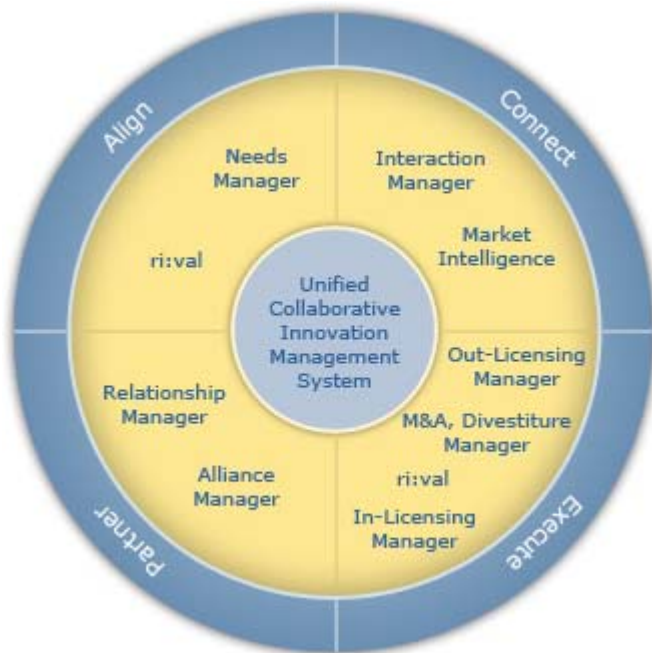 Align
Connect
Needs
Manager
ri:val
Interaction
Manager
Market
Intelligence
Unified
Collaborative
Innovation
Management
System
Relationship
Manager
Alliance
Manager
Out-Licensing
Manager
M&A, Divestiture
Manager
ri:val
In-Licensing
Manager
Partner
Execute